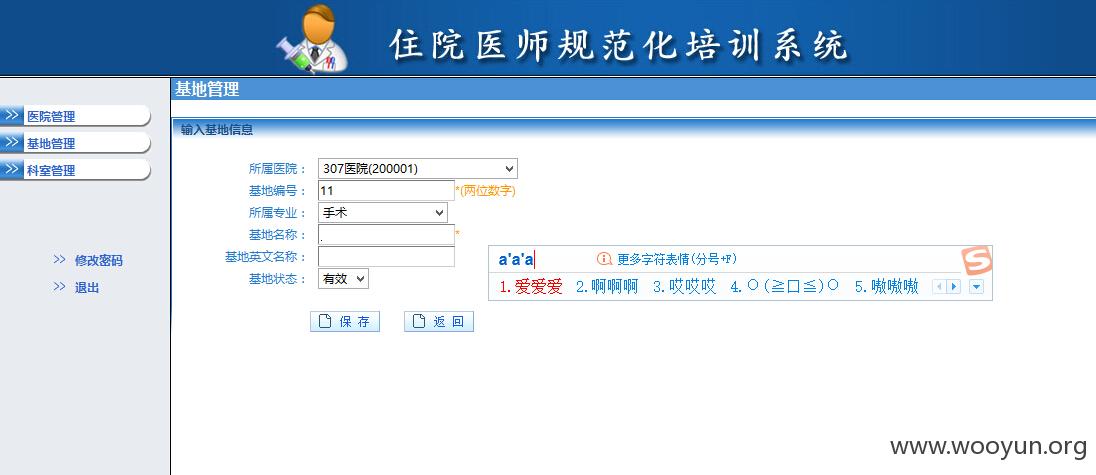 住院医师规范化培训系统
基地管理
医院管理
基地管理
科室管理
修改密码
退出
输入基地信息
所属医院： 307医院(200001)
基地编号： 11 *(两位数字)
所属专业： 手术
基地名称： . *
基地英文名称：
基地状态： 有效
保 存 返 回
a'a'a 更多字符表情(分号+F)
1.爱爱爱 2.啊啊啊 3.哎哎哎 4.○(≧口≦)○ 5.嗷嗷嗷
S
www.wooyun.org